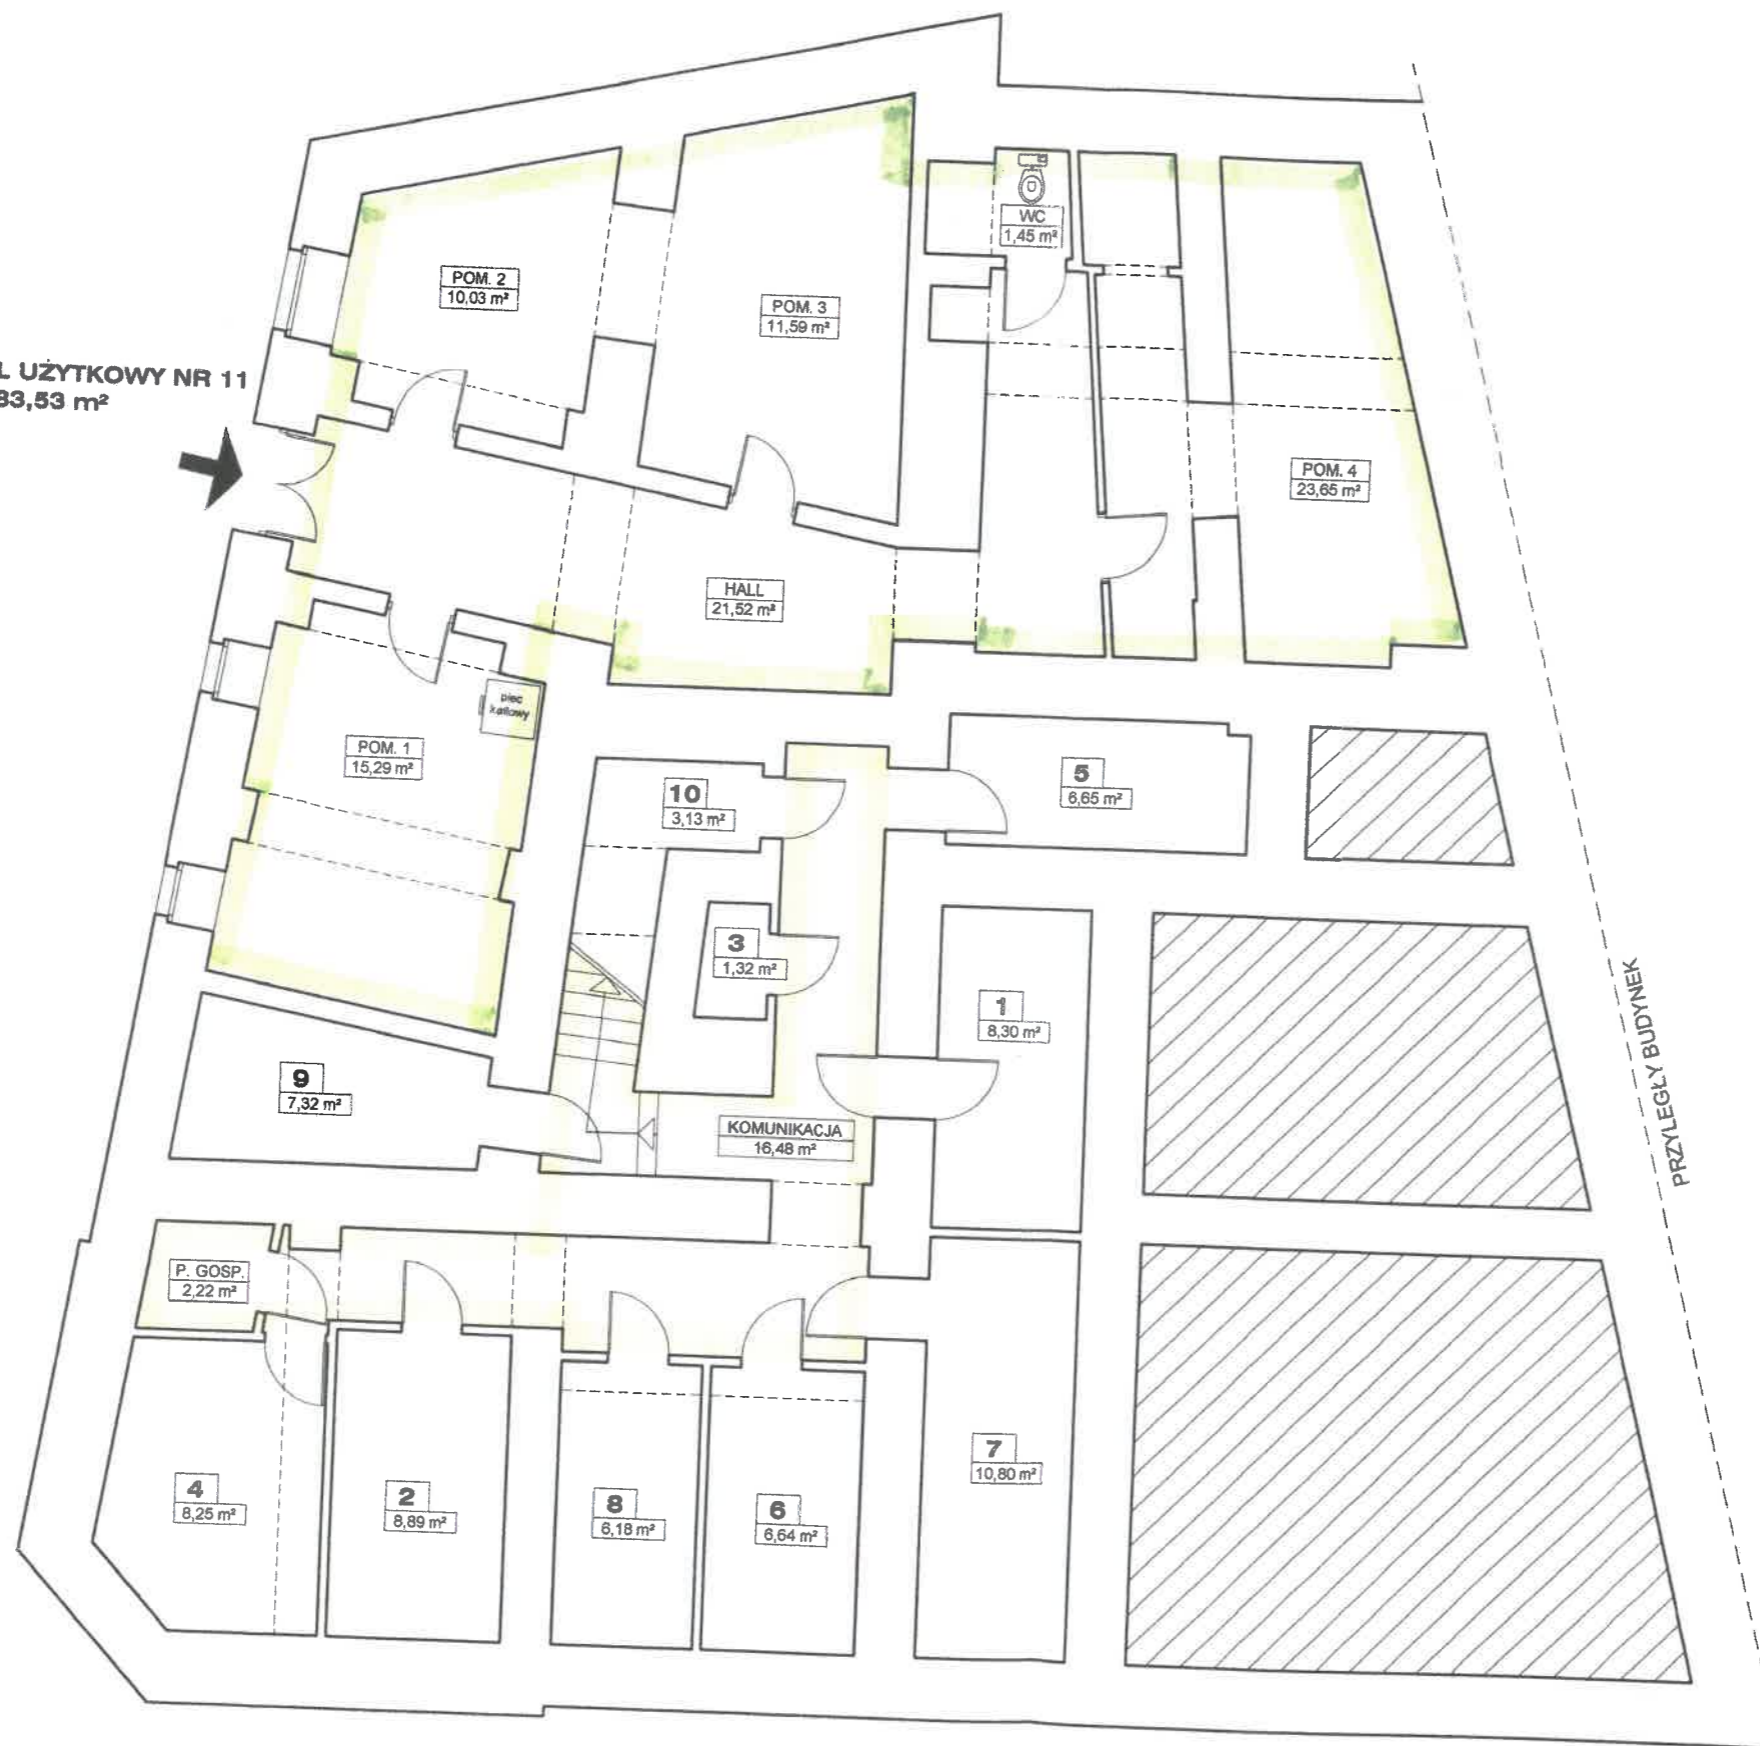 WC
1,45 m²
POM. 2
10,03 m²
POM. 3
11,59 m²
L UŻYTKOWY NR 11
83,53 m²
POM. 4
23,65 m²
HALL
21,52 m²
piec
kaflowy
POM. 1
15,29 m²
10
3,13 m²
5
6,65 m²
3
1,32 m²
1
8,30 m²
PRZYLEGŁY BUDYNEK
9
7,32 m²
KOMUNIKACJA
16,48 m²
P. GOSP.
2,22 m²
4
8,25 m²
2
8,89 m²
8
6,18 m²
6
6,64 m²
7
10,80 m²